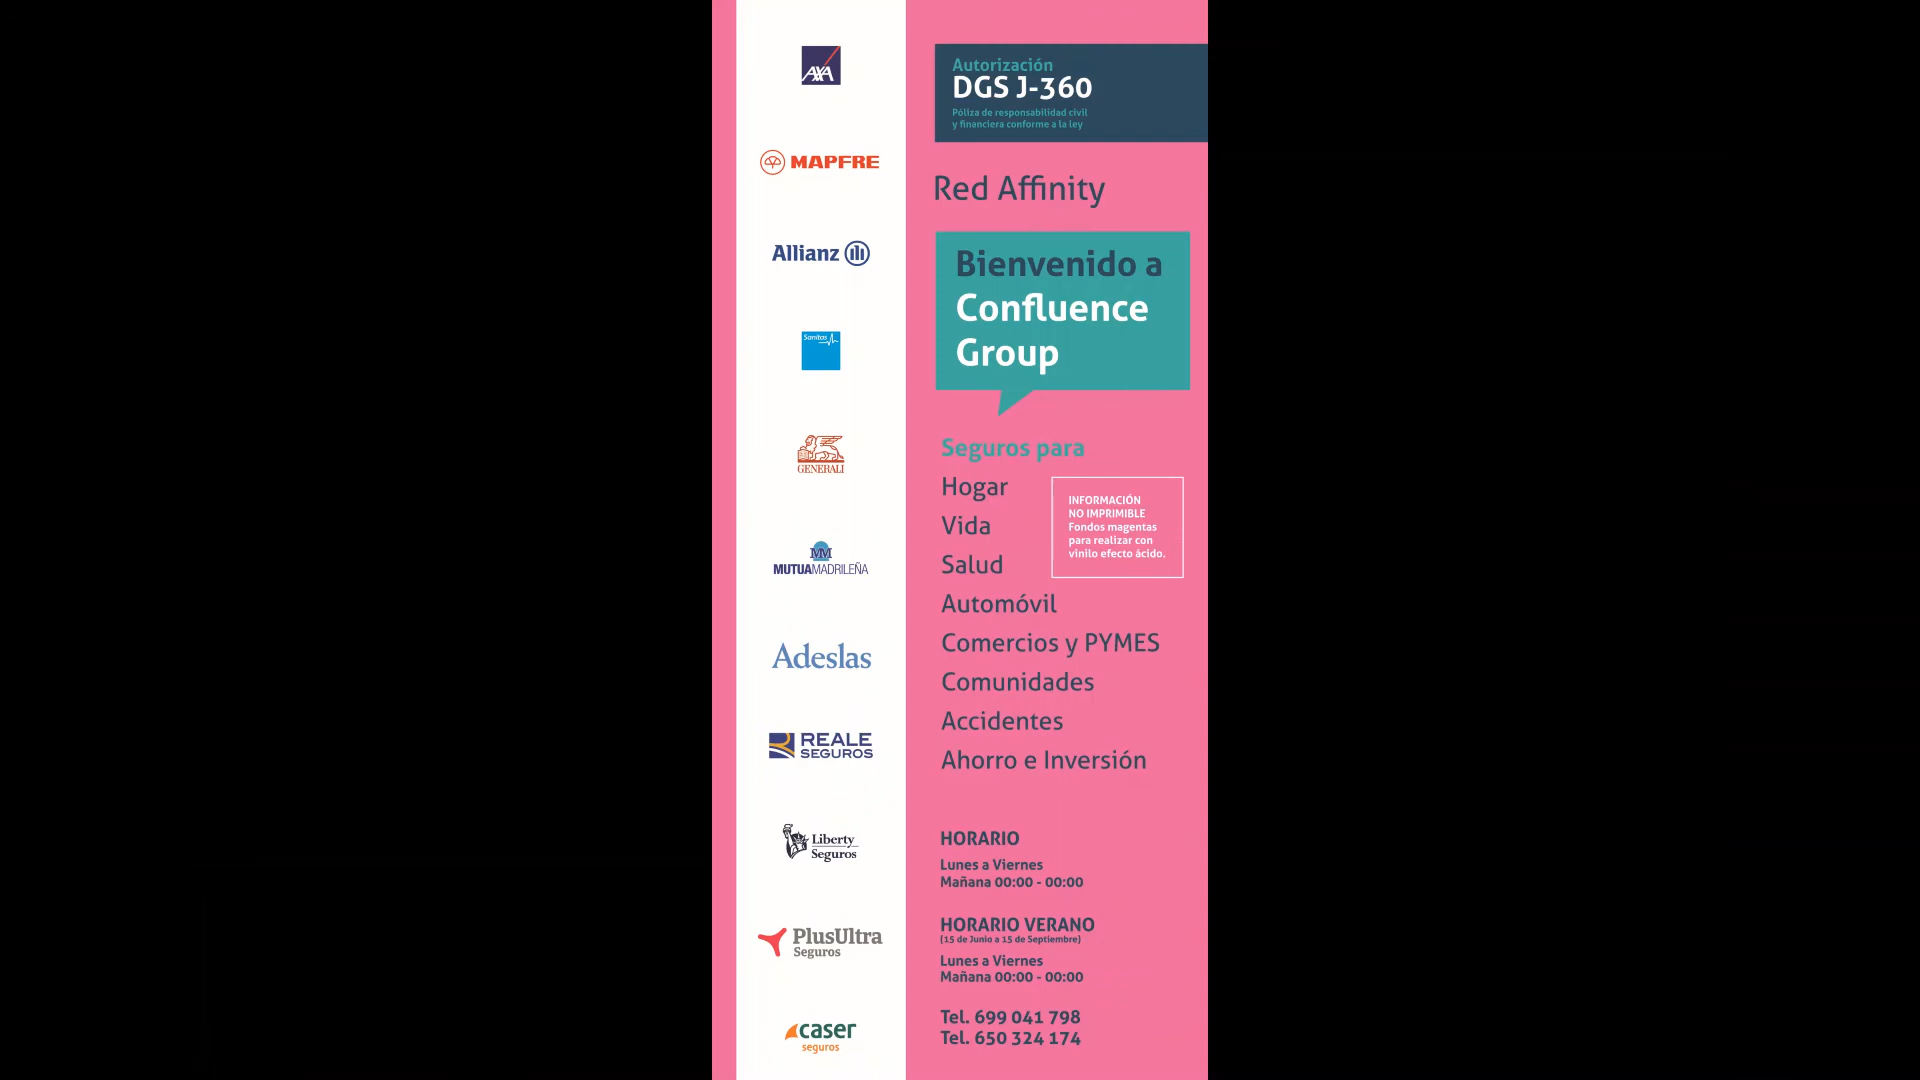 AXA
MAPFRE
Allianz
Sanitas
GENERALI
MM
MUTUAMADRILEÑA
Adeslas
REALE
SEGUROS
Liberty
Seguros
PlusUltra
Seguros
caser
seguros
Autorización
DGS J-360
Póliza de responsabilidad civil
y financiera conforme a la ley
Red Affinity
Bienvenido a
Confluence
Group
Seguros para
Hogar
Vida
Salud
Automóvil
Comercios y PYMES
Comunidades
Accidentes
Ahorro e Inversión
INFORMACIÓN
NO IMPRIMIBLE
Fondos magentas
para realizar con
vinilo efecto ácido.
HORARIO
Lunes a Viernes
Mañana 00:00 - 00:00
HORARIO VERANO
(15 de Junio a 15 de Septiembre)
Lunes a Viernes
Mañana 00:00 - 00:00
Tel. 699 041 798
Tel. 650 324 174